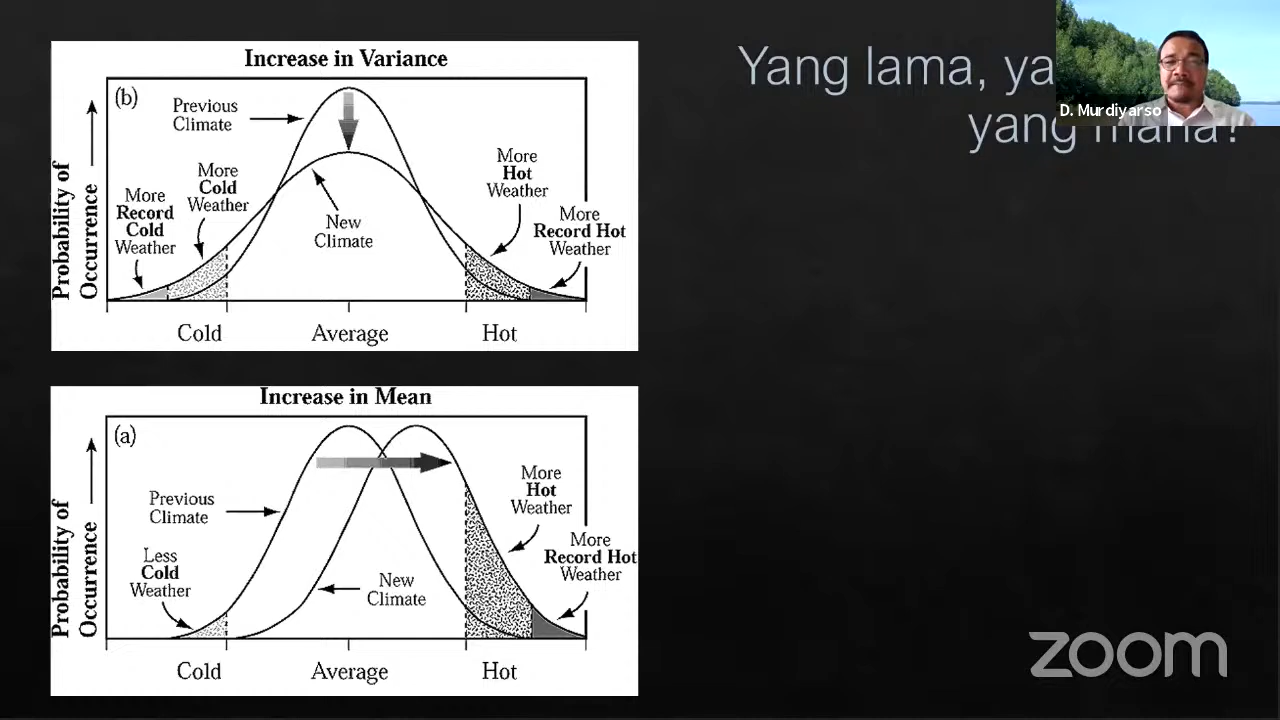 Increase in Variance
(b)
Previous
Climate
More
Cold
Weather
More
Record
Cold
Weather
New
Climate
More
Hot
Weather
More
Record Hot
Weather
Probability of
Occurrence
Cold
Average
Hot
Increase in Mean
(a)
Previous
Climate
Less
Cold
Weather
New
Climate
More
Hot
Weather
More
Record Hot
Weather
Probability of
Occurrence
Cold
Average
Hot
Yang lama, ya
yang mana?
D. Murdiyarso
zoom